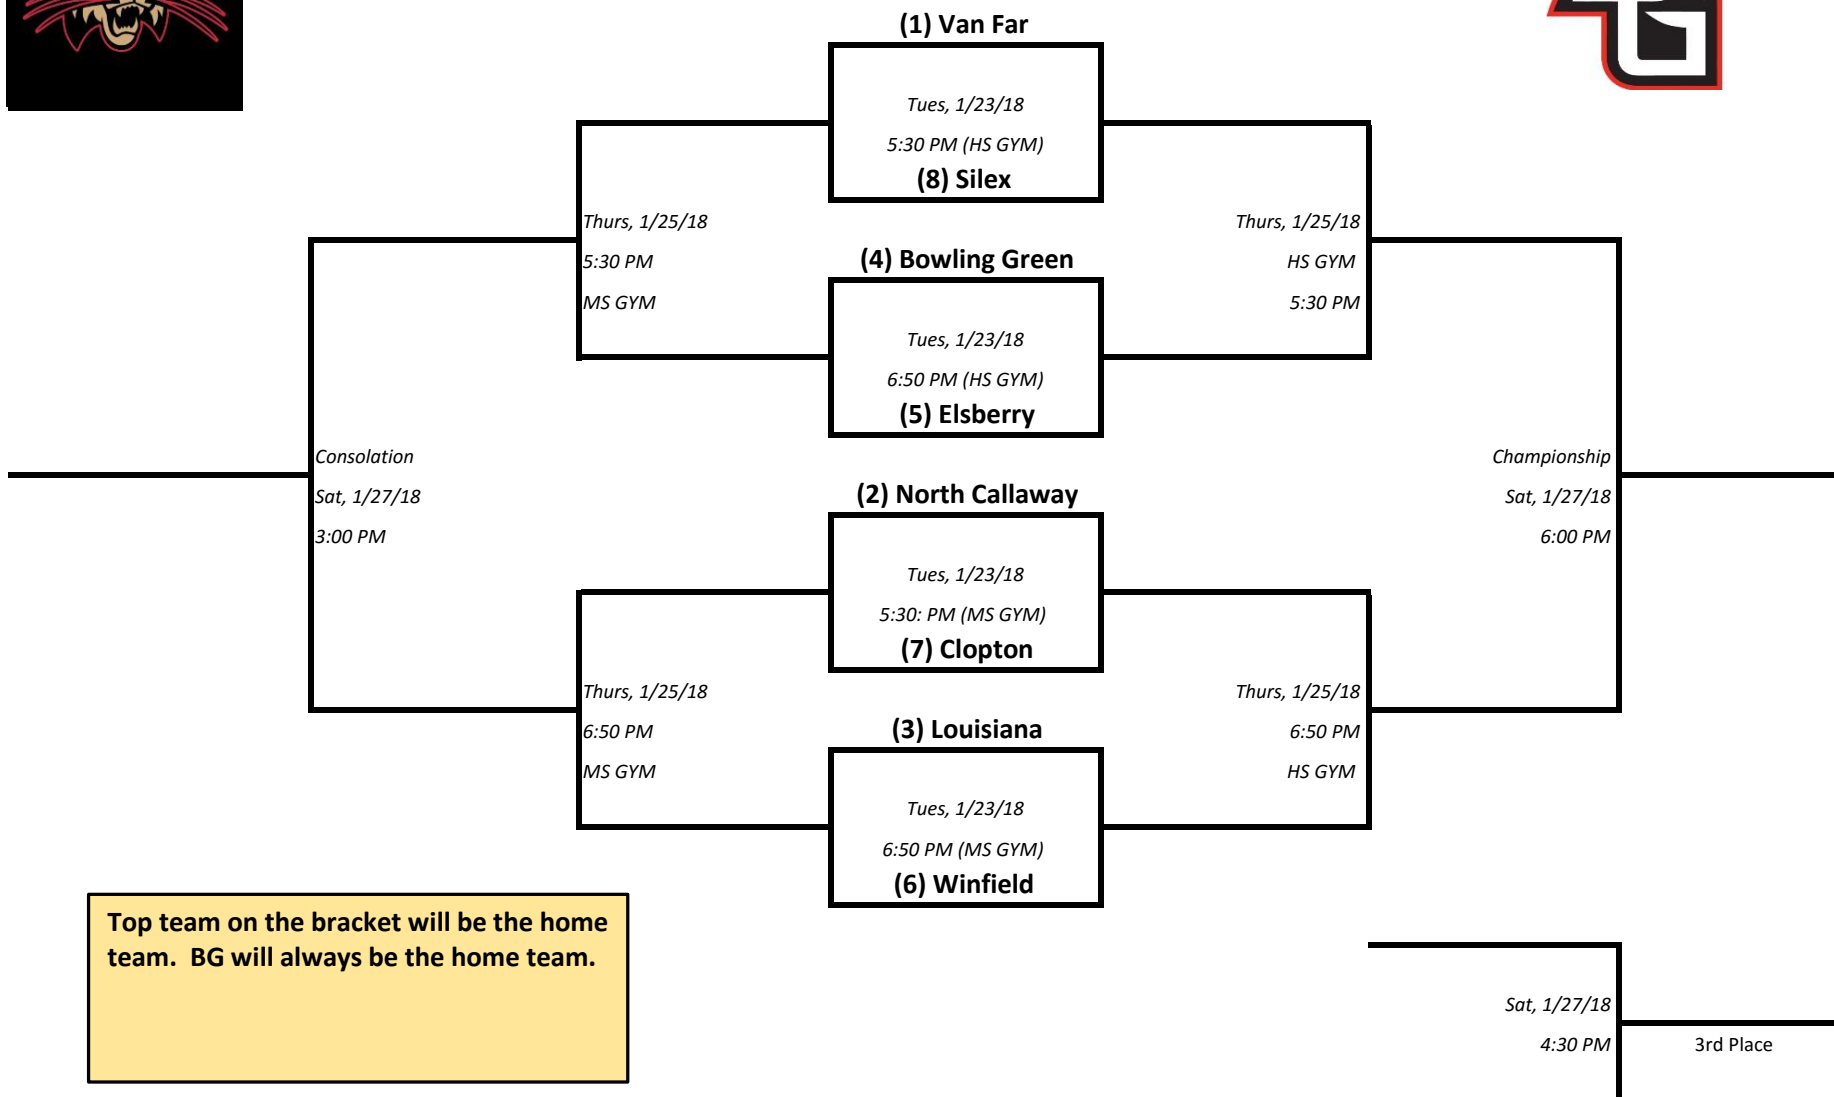 (1) Van Far
Tues, 1/23/18
5:30 PM (HS GYM)
(8) Silex
Thurs, 1/25/18
5:30 PM
MS GYM
Thurs, 1/25/18
HS GYM
5:30 PM
(4) Bowling Green
Tues, 1/23/18
6:50 PM (HS GYM)
(5) Elsberry
Consolation
Sat, 1/27/18
3:00 PM
Championship
Sat, 1/27/18
6:00 PM
(2) North Callaway
Tues, 1/23/18
5:30: PM (MS GYM)
(7) Clopton
Thurs, 1/25/18
6:50 PM
MS GYM
Thurs, 1/25/18
6:50 PM
HS GYM
(3) Louisiana
Tues, 1/23/18
6:50 PM (MS GYM)
(6) Winfield
Top team on the bracket will be the home
team.  BG will always be the home team.
Sat, 1/27/18
4:30 PM
3rd Place